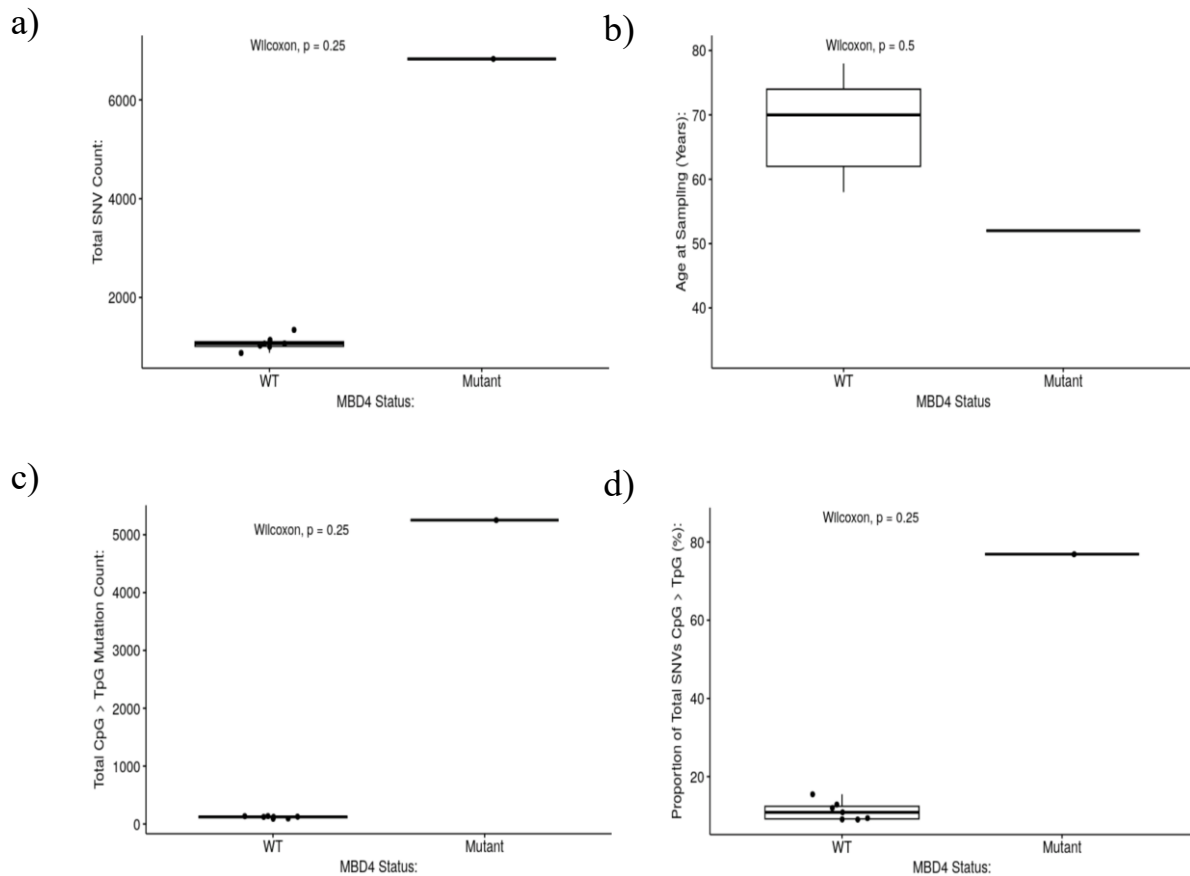 a)
Wilcoxon, p = 0.25
Total SNV Count:
6000
4000
2000
WT
Mutant
MBD4 Status:
b)
Wilcoxon, p = 0.5
Age at Sampling (Years):
80
70
60
50
40
WT
Mutant
MBD4 Status
c)
Wilcoxon, p = 0.25
Total CpG > TpG Mutation Count:
5000
4000
3000
2000
1000
0
WT
Mutant
MBD4 Status:
d)
Wilcoxon, p = 0.25
Proportion of Total SNVs CpG > TpG (%):
80
60
40
20
WT
Mutant
MBD4 Status: